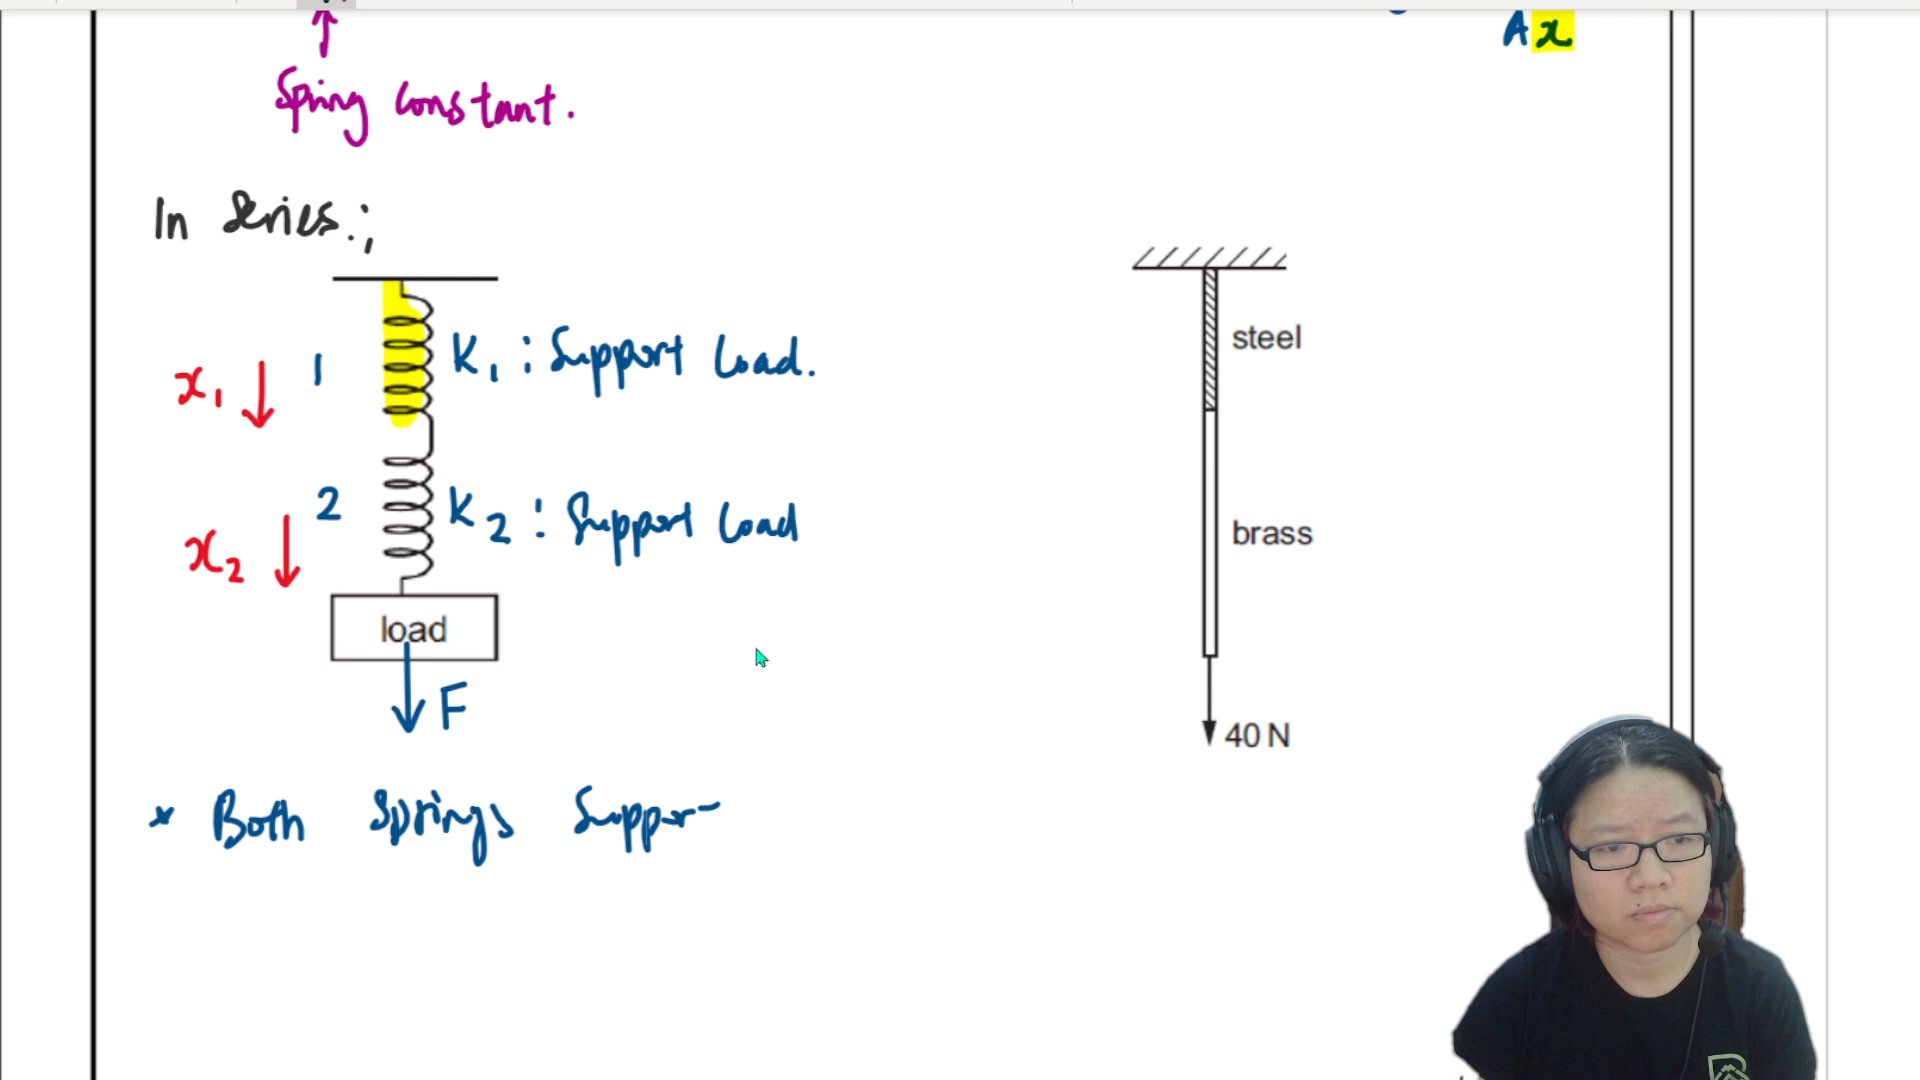 A x
Spring constant.
In Series:;
x₁ ↓ 1 K₁ : Support Load.
steel
x₂ ↓ 2 K₂ : Support Load
brass
load
F
40 N
* Both Springs Suppor